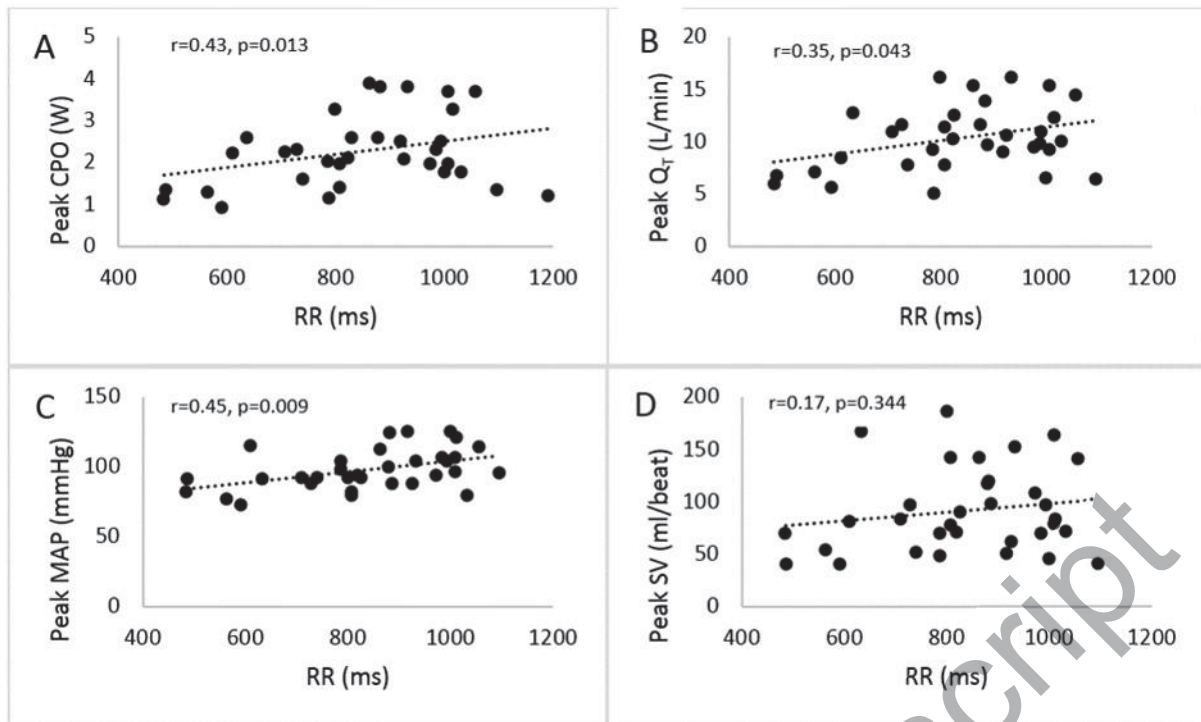 A
r=0.43, p=0.013
Peak CPO (W)
5
4
3
2
1
0
400 600 800 1000 1200
RR (ms)
B
r=0.35, p=0.043
Peak QT (L/min)
20
15
10
5
0
400 600 800 1000 1200
RR (ms)
C
r=0.45, p=0.009
Peak MAP (mmHg)
150
100
50
0
400 600 800 1000 1200
RR (ms)
D
r=0.17, p=0.344
Peak SV (ml/beat)
200
150
100
50
0
400 600 800 1000 1200
RR (ms)
cript